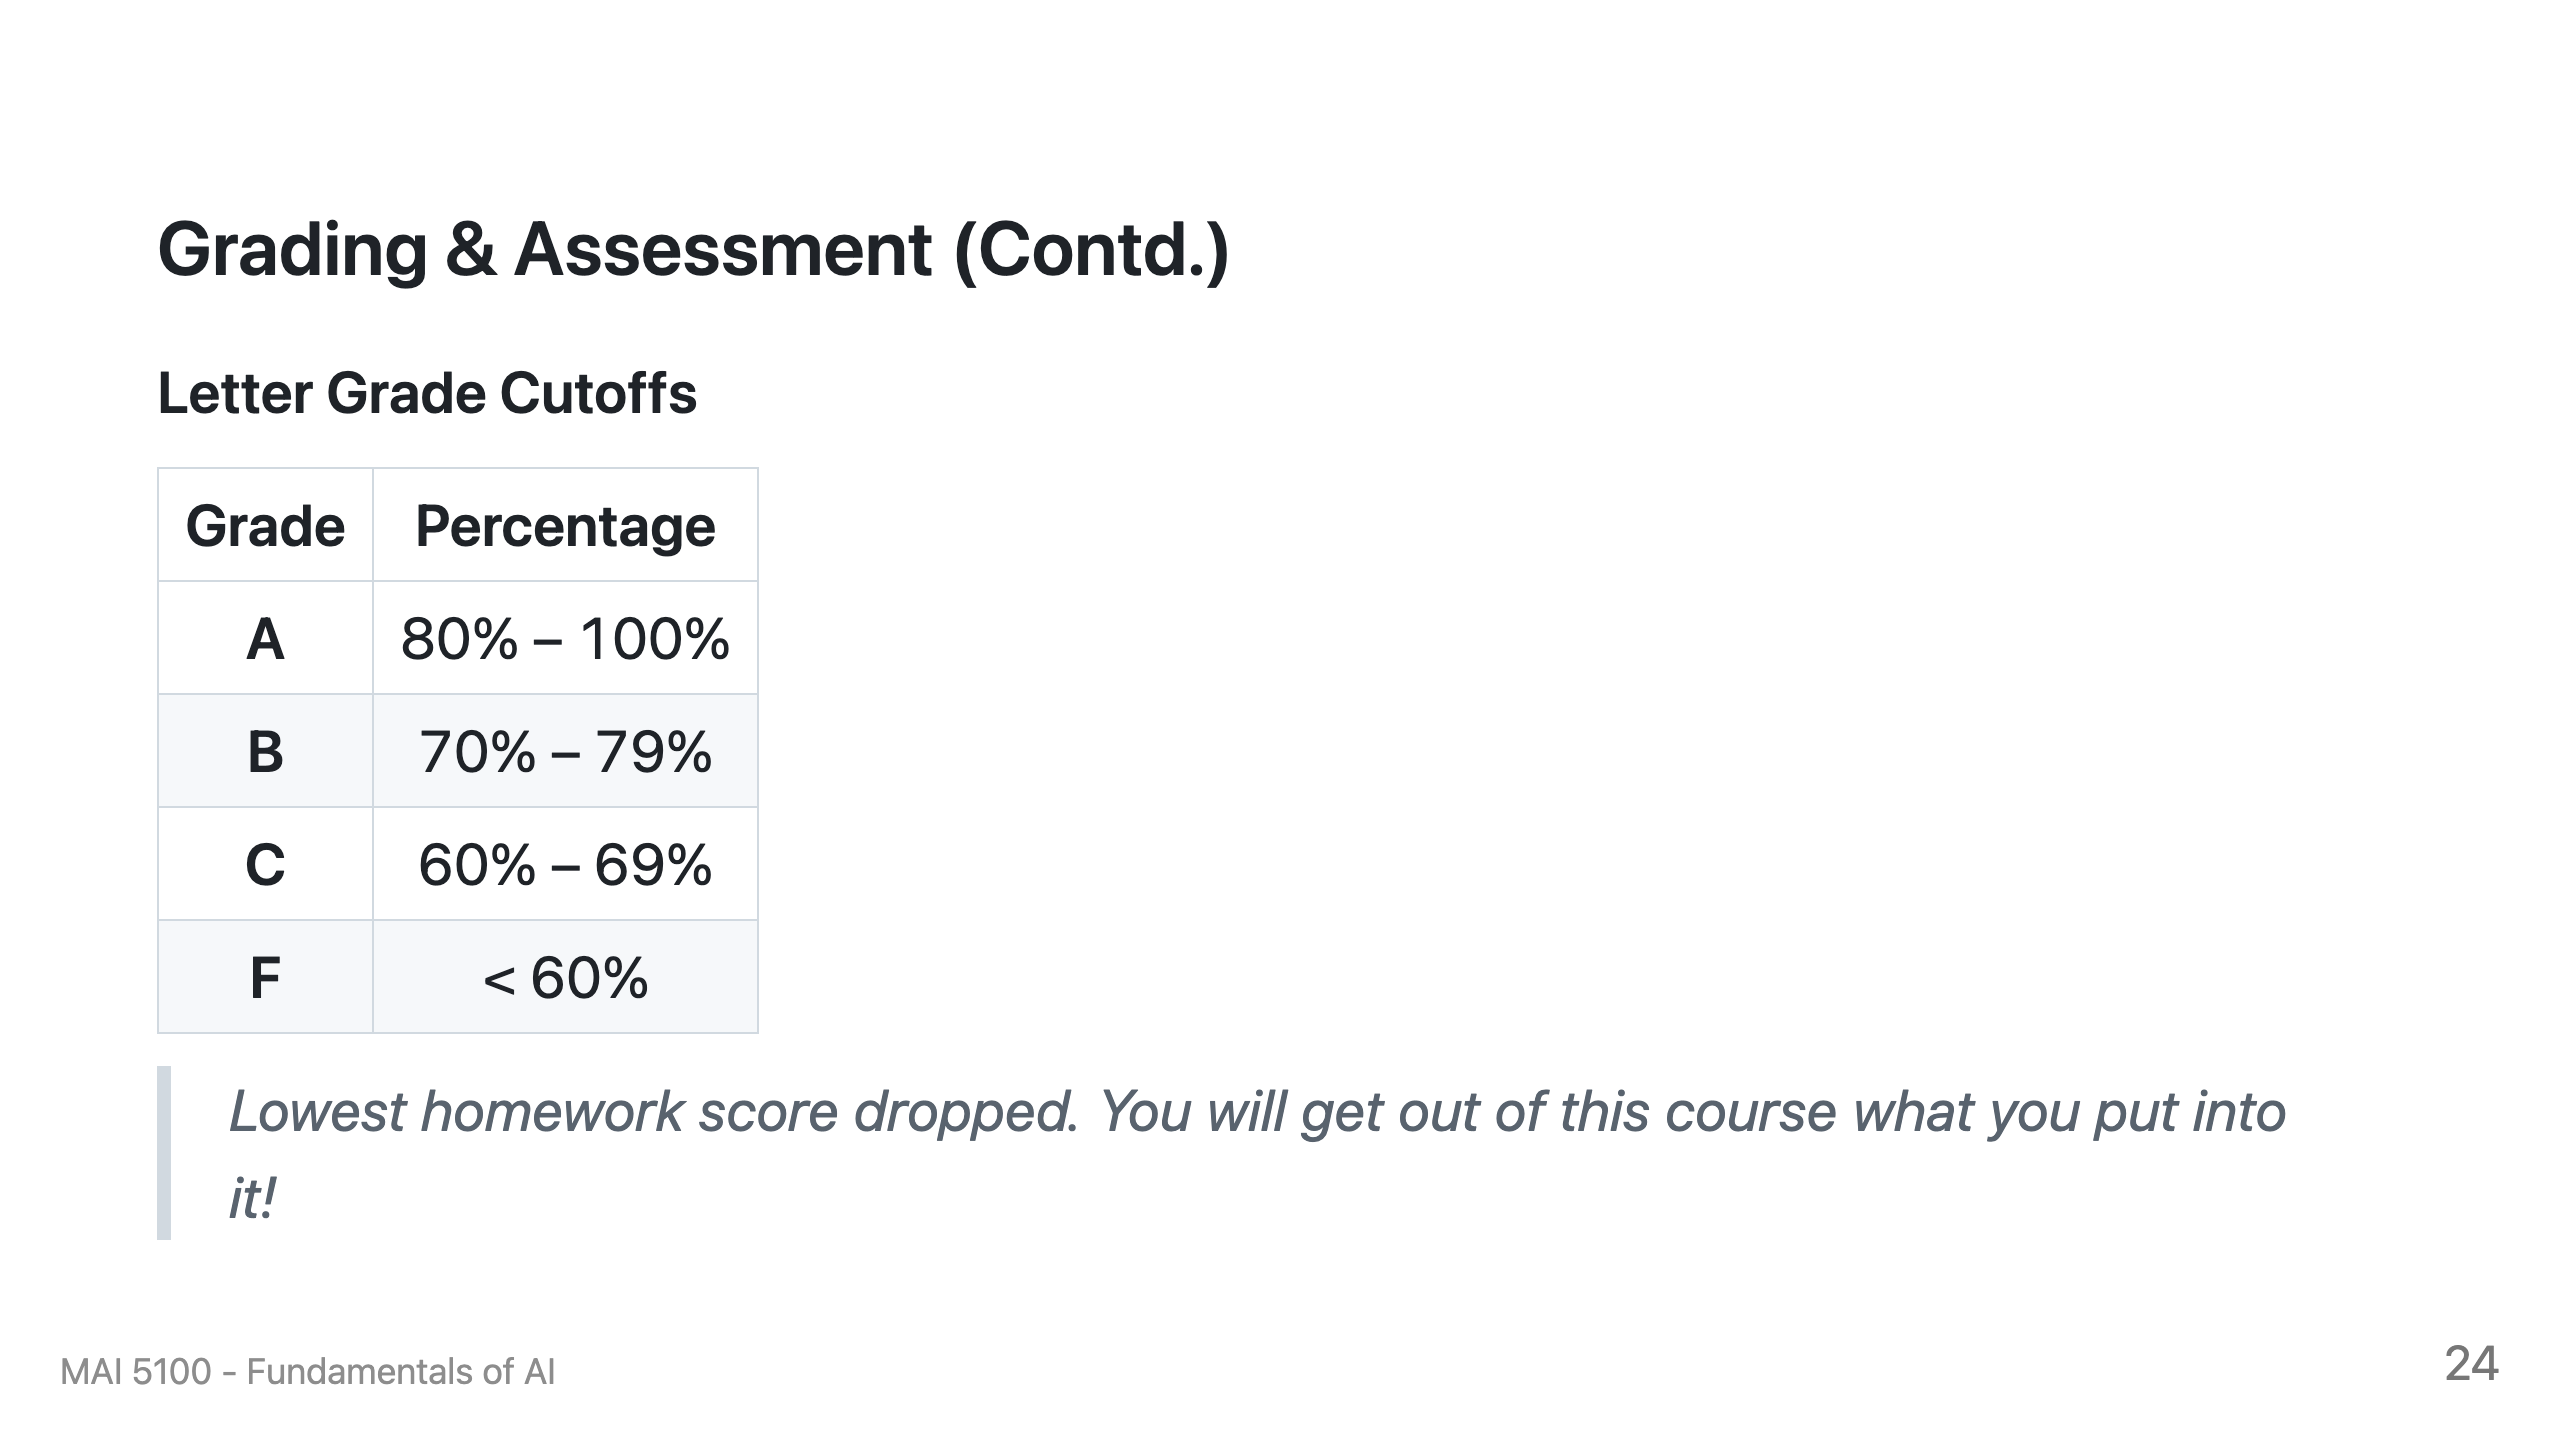 Grading & Assessment (Contd.)
Letter Grade Cutoffs
Grade Percentage
A 80% – 100%
B 70% – 79%
C 60% – 69%
F < 60%
Lowest homework score dropped. You will get out of this course what you put into
it!
MAI 5100 - Fundamentals of AI
24